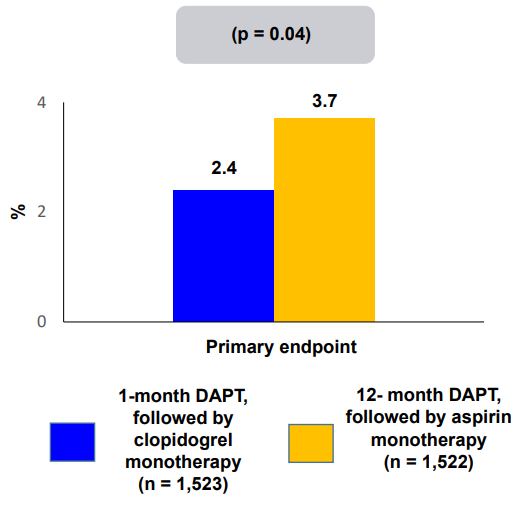 (p = 0.04)
4
3.7
2.4
%
2
0
Primary endpoint
1-month DAPT,
followed by
clopidogrel
monotherapy
(n = 1,523)
12- month DAPT,
followed by aspirin
monotherapy
(n = 1,522)